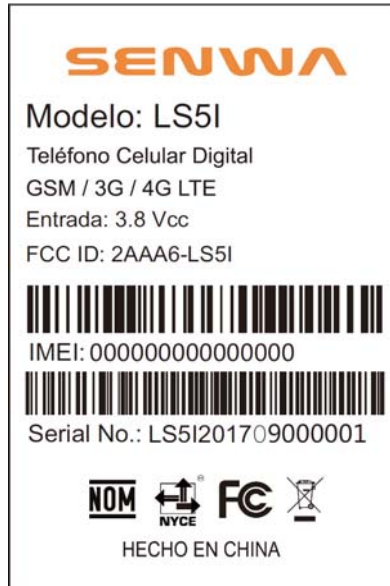 SENWA
Modelo: LS5I
Teléfono Celular Digital
GSM / 3G / 4G LTE
Entrada: 3.8 Vcc
FCC ID: 2AAA6-LS5I
IMEI: 000000000000000
Serial No.: LS5I201709000001
NOM NYCE ® FC
HECHO EN CHINA